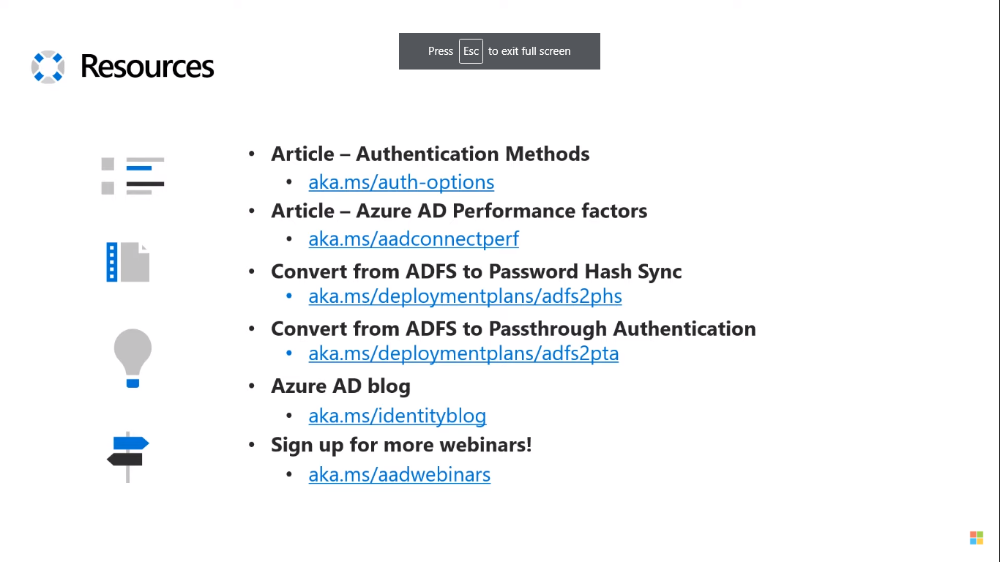 Press Esc to exit full screen
Resources
• Article – Authentication Methods
• aka.ms/auth-options
• Article – Azure AD Performance factors
• aka.ms/aadconnectperf
• Convert from ADFS to Password Hash Sync
• aka.ms/deploymentplans/adfs2phs
• Convert from ADFS to Passthrough Authentication
• aka.ms/deploymentplans/adfs2pta
• Azure AD blog
• aka.ms/identityblog
• Sign up for more webinars!
• aka.ms/aadwebinars